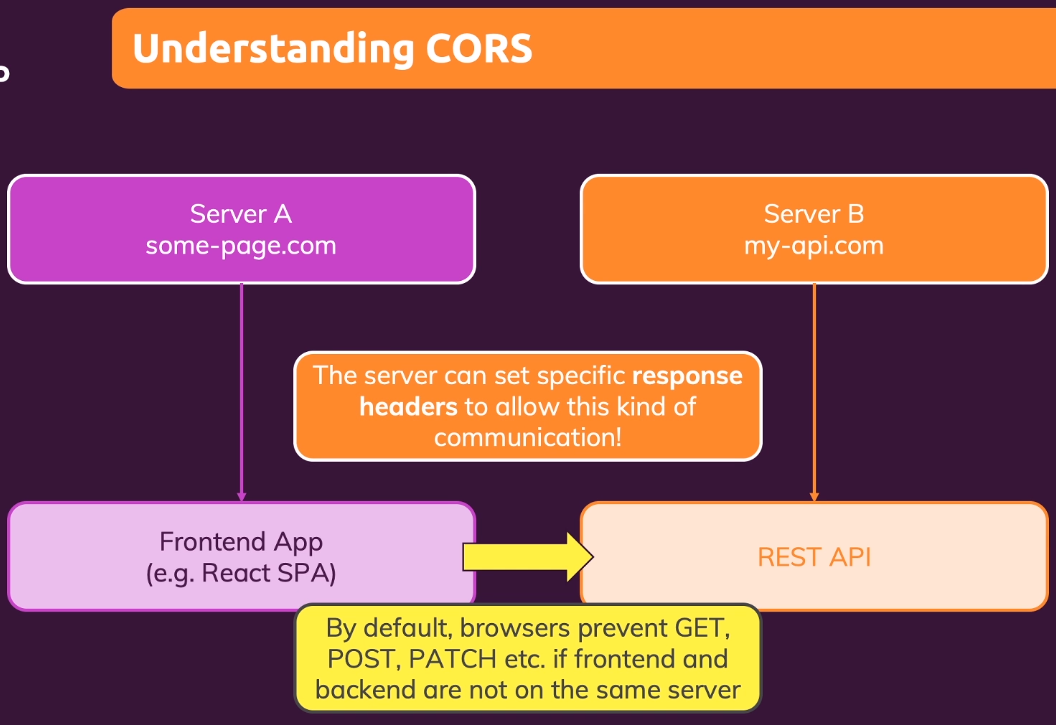 Understanding CORS
Server A
some-page.com
Server B
my-api.com
The server can set specific response
headers to allow this kind of
communication!
Frontend App
(e.g. React SPA)
REST API
By default, browsers prevent GET,
POST, PATCH etc. if frontend and
backend are not on the same server